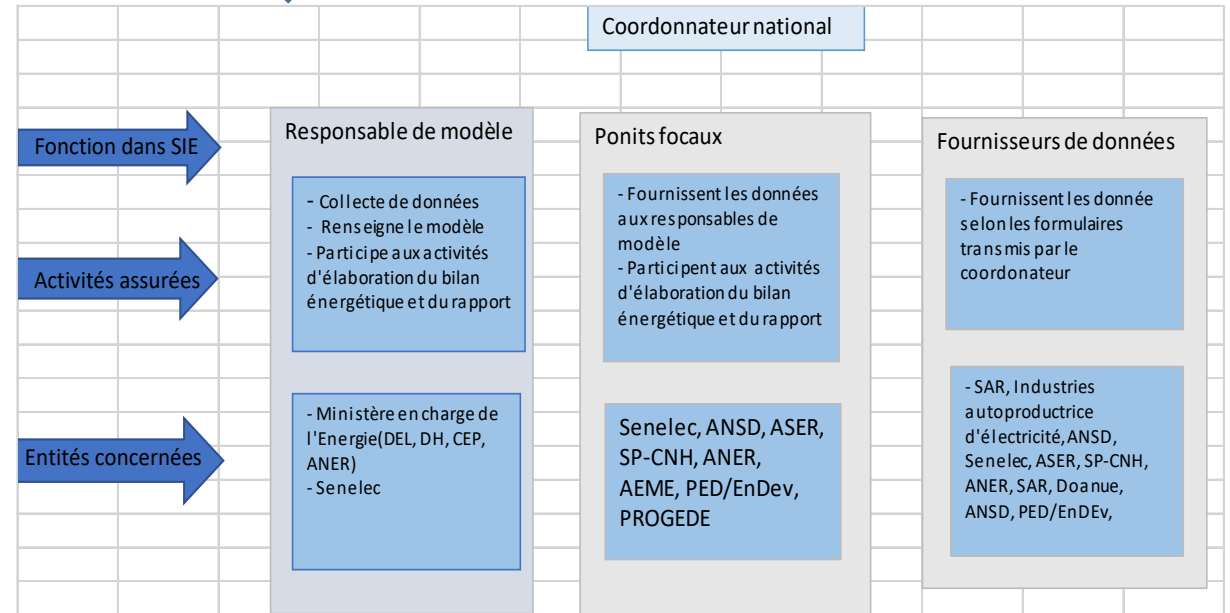 Coordonnateur national
Fonction dans SIE
Responsable de modèle
Ponits focaux
Fournisseurs de données
Activités assurées
- Collecte de données
- Renseigne le modèle
- Participe aux activités
d'élaboration du bilan
énergétique et du rapport
- Fournissent les données
aux responsables de
modèle
- Participent aux activités
d'élaboration du bilan
énergétique et du rapport
- Fournissent les donnée
selon les formulaires
transmis par le
coordonateur
Entités concernées
- Ministère en charge de
l'Energie(DEL, DH, CEP,
ANER)
- Senelec
Senelec, ANSD, ASER,
SP-CNH, ANER,
AEME, PED/EnDev,
PROGEDE
- SAR, Industries
autoproductrice
d'électricité, ANSD,
Senelec, ASER, SP-CNH,
ANER, SAR, Doanue,
ANSD, PED/EnDEv,